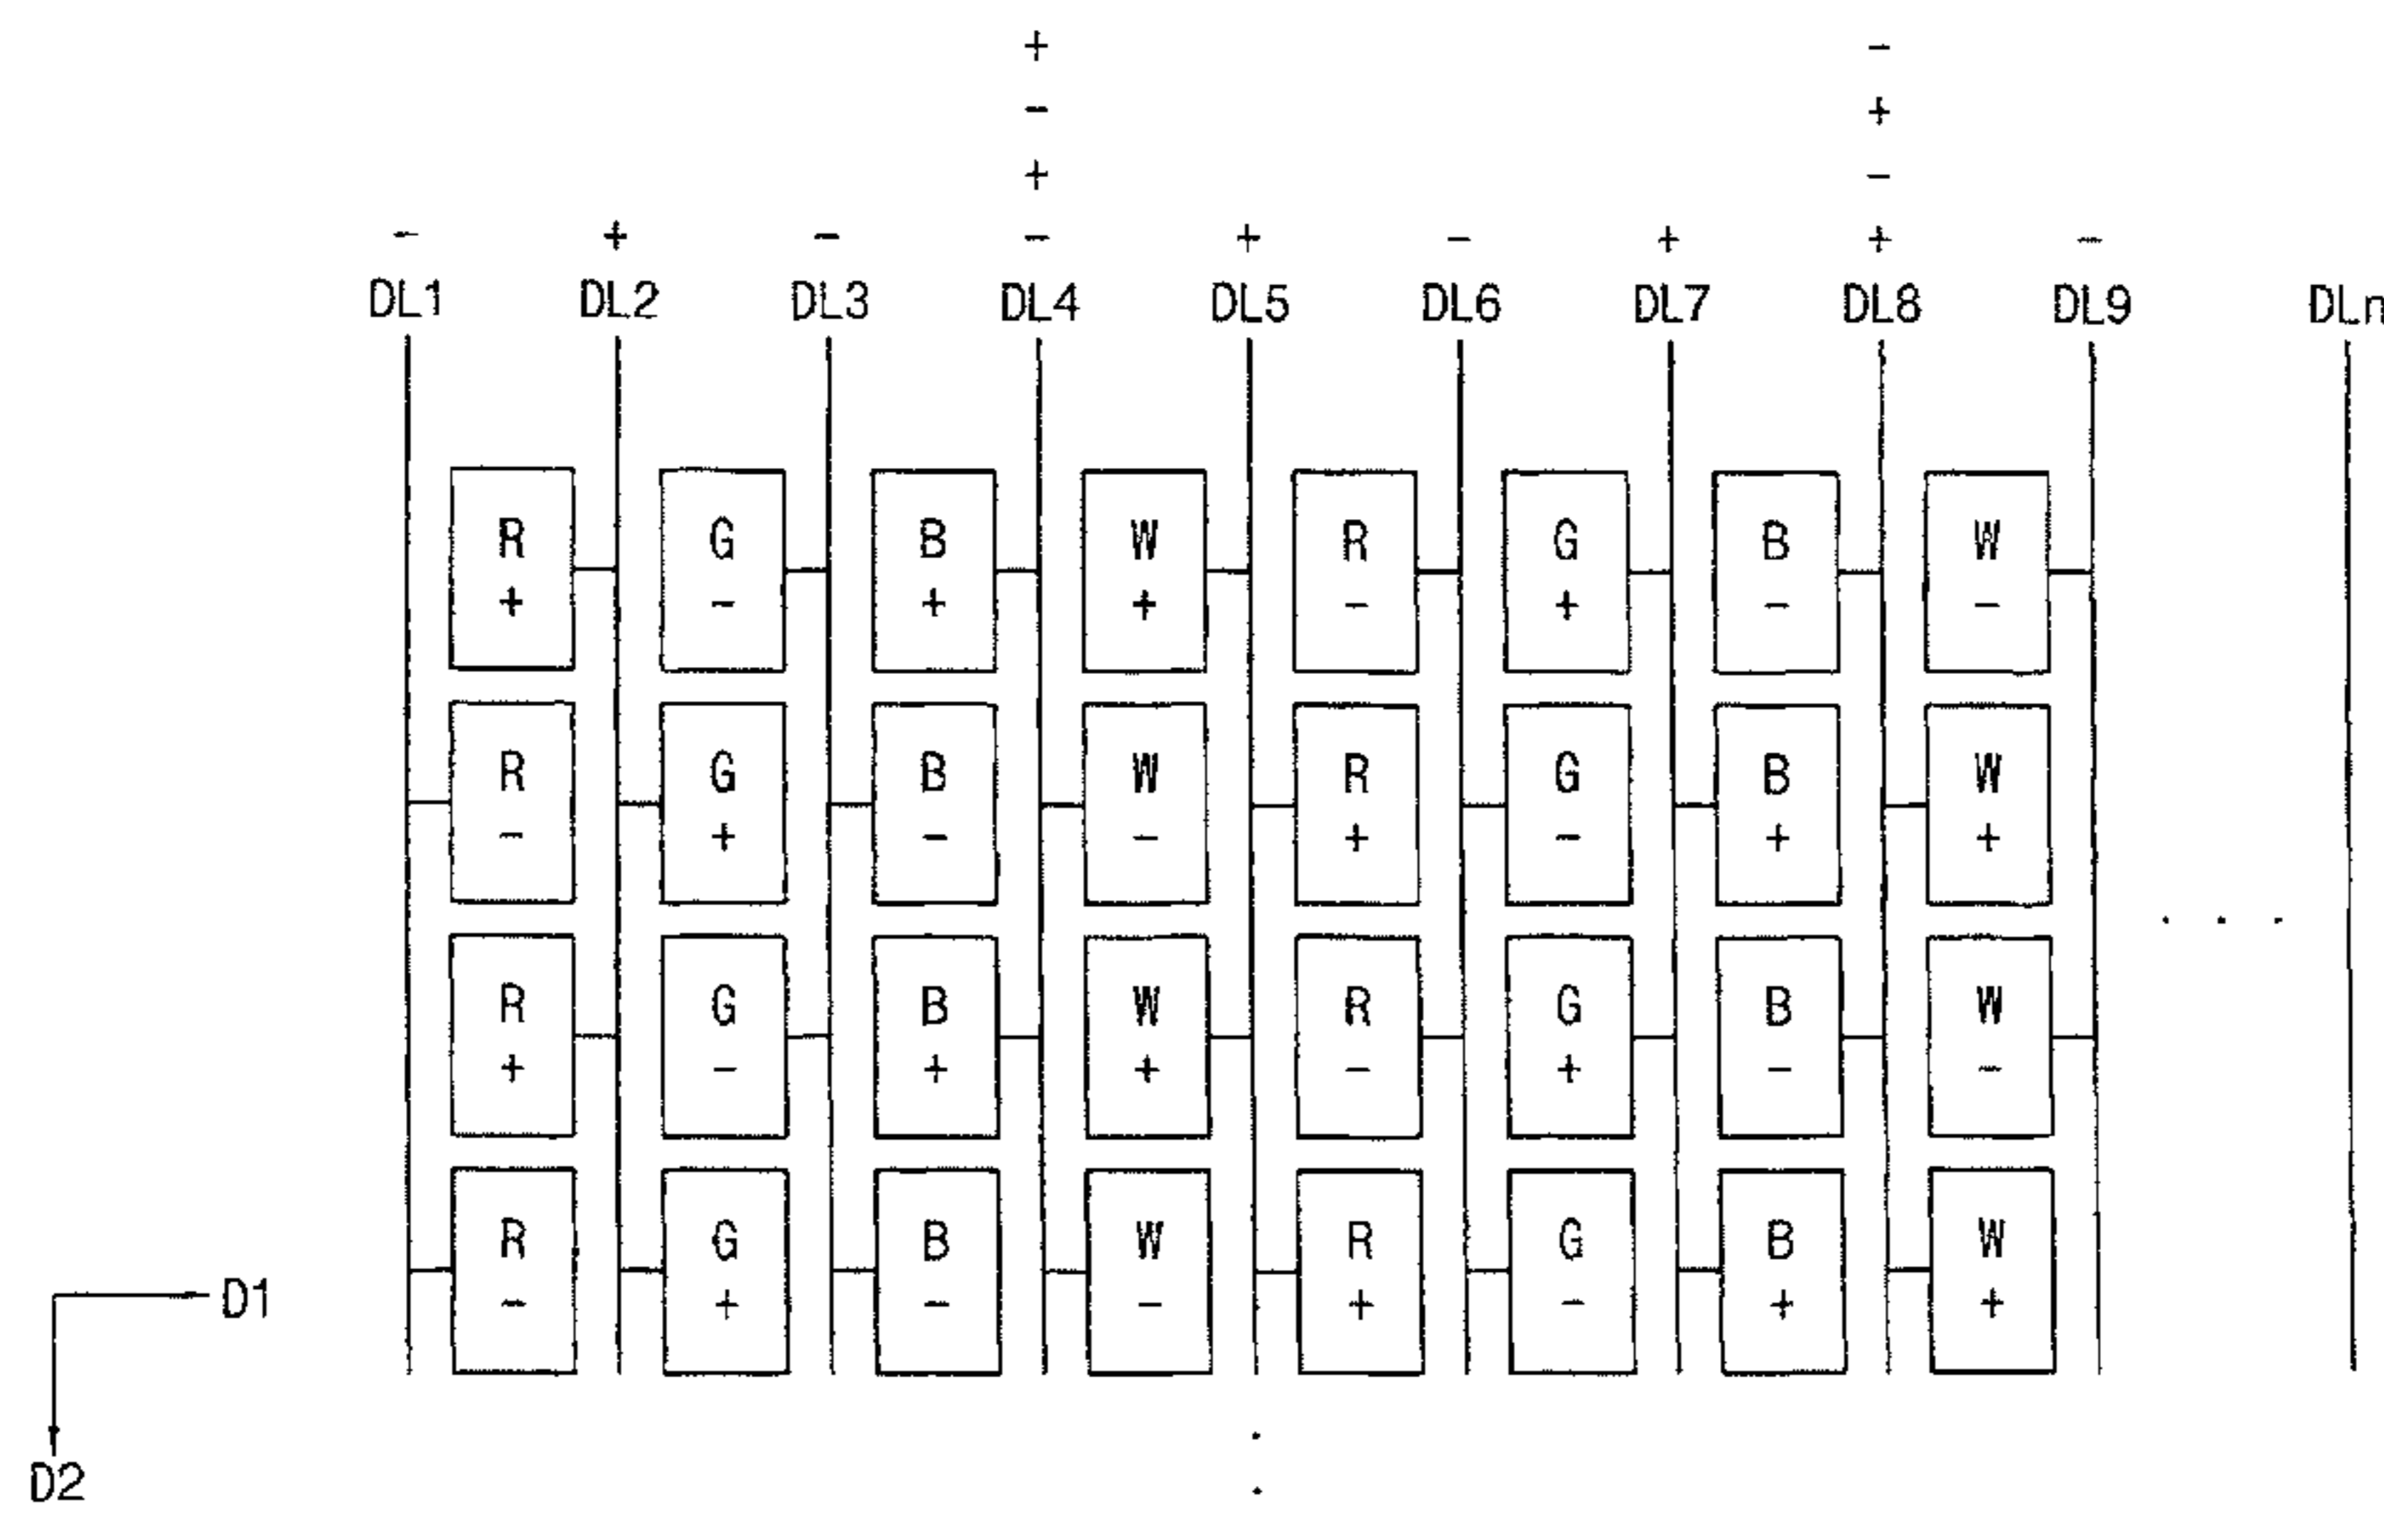 + -
- +
+ -
- + - - + - + + -
DL1 DL2 DL3 DL4 DL5 DL6 DL7 DL8 DL9 DLn
R G B W R G B W
+ - + + - + - -
R G B W R G B W
- + - - + - + +
. . .
R G B W R G B W
+ - + + - + - -
R G B W R G B W
- + - - + - + +
D1
D2